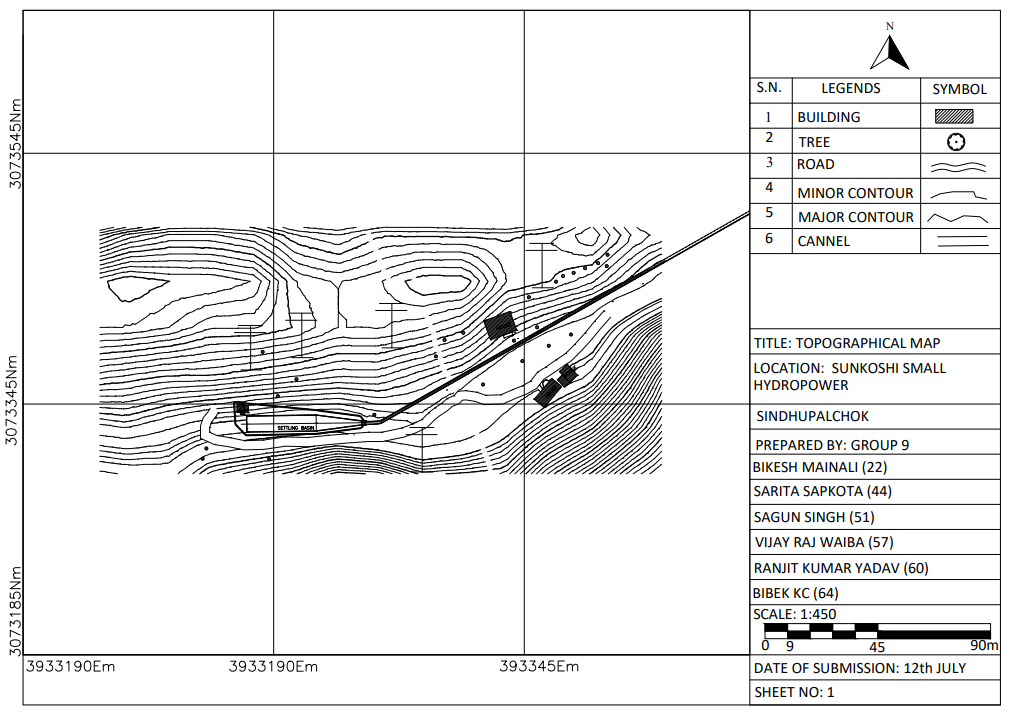 N
S.N. LEGENDS SYMBOL
1 BUILDING
2 TREE
3 ROAD
4 MINOR CONTOUR
5 MAJOR CONTOUR
6 CANNEL
TITLE: TOPOGRAPHICAL MAP
LOCATION: SUNKOSHI SMALL
HYDROPOWER
SINDHUPALCHOK
PREPARED BY: GROUP 9
BIKESH MAINALI (22)
SARITA SAPKOTA (44)
SAGUN SINGH (51)
VIJAY RAJ WAIBA (57)
RANJIT KUMAR YADAV (60)
BIBEK KC (64)
SCALE: 1:450
0 9 45 90m
DATE OF SUBMISSION: 12th JULY
SHEET NO: 1
3073545Nm
3073345Nm
3073185Nm
3933190Em 3933190Em 393345Em
SETTLING BASIN